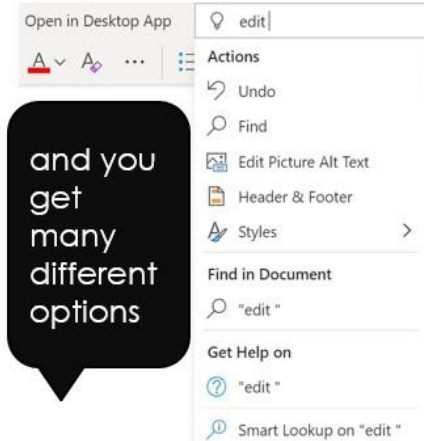 Open in Desktop App
edit
A A ...
Actions
Undo
Find
Edit Picture Alt Text
Header & Footer
Styles
Find in Document
"edit "
Get Help on
"edit "
Smart Lookup on "edit "
and you
get
many
different
options